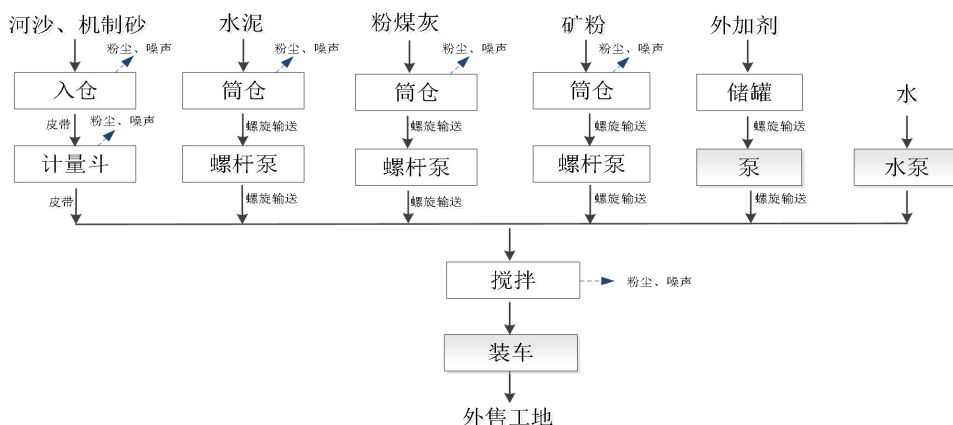 河沙、机制砂
水泥
粉煤灰
矿粉
外加剂
粉尘、噪声
粉尘、噪声
粉尘、噪声
粉尘、噪声
入仓
筒仓
筒仓
筒仓
储罐
水
皮带
粉尘、噪声
螺旋输送
螺旋输送
螺旋输送
螺旋输送
计量斗
螺杆泵
螺杆泵
螺杆泵
泵
水泵
皮带
螺旋输送
螺旋输送
螺旋输送
螺旋输送
搅拌
粉尘、噪声
装车
外售工地